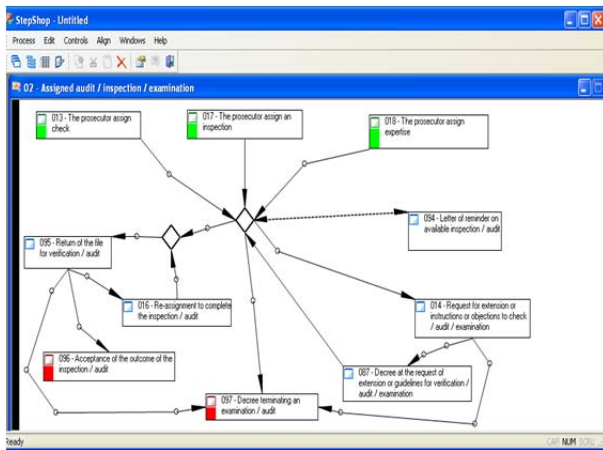 StepShop - Untitled
Process Edit Controls Align Windows Help
02 - Assigned audit / inspection / examination
013 - The prosecutor assign
check
017 - The prosecutor assign an
inspection
018 - The prosecutor assign
expertise
094 - Letter of reminder on
available inspection / audit
095 - Return of the file
for verification / audit
016 - Re-assignment to complete
the inspection / audit
014 - Request for extension or
instructions or objections to check
/ audit / examination
096 - Acceptance of the outcome of the
inspection / audit
087 - Decree at the request of
extension or guidelines for verification /
audit / examination
097 - Decree terminating an
examination / audit
Ready
CAP NUM SCRL